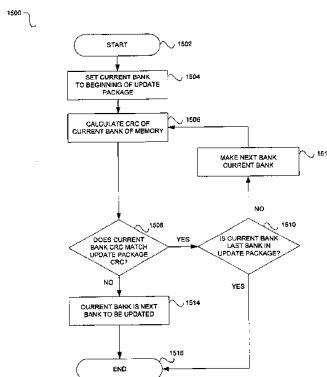 1500
START
1502
SET CURRENT BANK
TO BEGINNING OF UPDATE
PACKAGE
1504
CALCULATE CRC OF
CURRENT BANK OF MEMORY
1506
MAKE NEXT BANK
CURRENT BANK
151
NO
DOES CURRENT
BANK CRC MATCH
UPDATE PACKAGE
CRC?
1508
YES
IS CURRENT BANK
LAST BANK IN
UPDATE PACKAGE?
1510
NO
YES
CURRENT BANK IS NEXT
BANK TO BE UPDATED
1514
END
1516